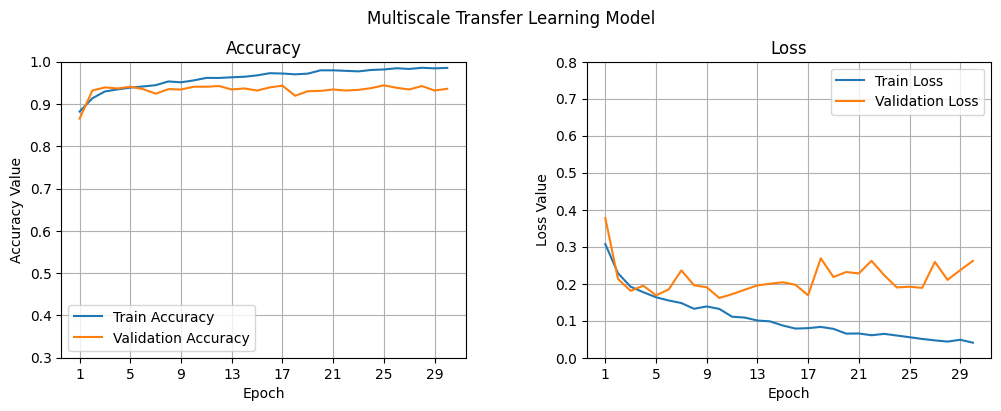 Multiscale Transfer Learning Model
Accuracy
1.0
0.9
0.8
0.7
0.6
0.5
0.4
0.3
Accuracy Value
Train Accuracy
Validation Accuracy
1 5 9 13 17 21 25 29
Epoch
Loss
0.8
0.7
0.6
0.5
0.4
0.3
0.2
0.1
0.0
Loss Value
Train Loss
Validation Loss
1 5 9 13 17 21 25 29
Epoch